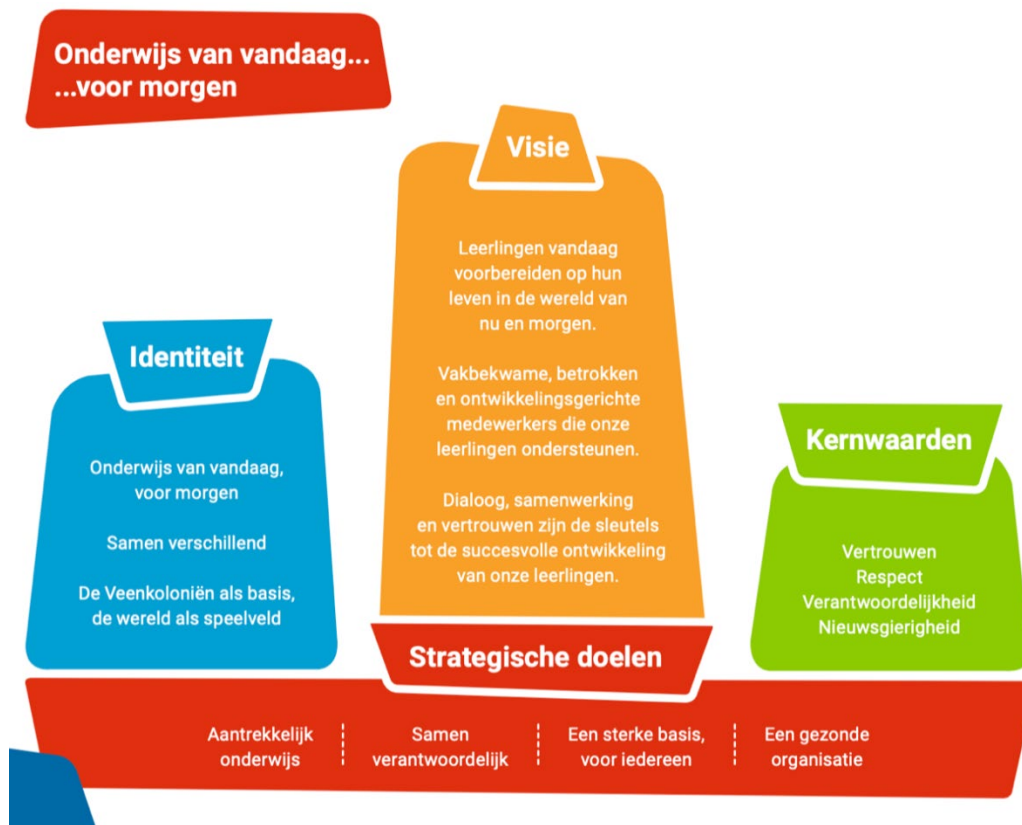 Onderwijs van vandaag...
...voor morgen
Visie
Leerlingen vandaag
voorbereiden op hun
leven in de wereld van
nu en morgen.
Vakbekwame, betrokken
en ontwikkelingsgerichte
medewerkers die onze
leerlingen ondersteunen.
Dialoog, samenwerking
en vertrouwen zijn de sleutels
tot de succesvolle ontwikkeling
van onze leerlingen.
Identiteit
Onderwijs van vandaag,
voor morgen
Samen verschillend
De Veenkoloniën als basis,
de wereld als speelveld
Kernwaarden
Vertrouwen
Respect
Verantwoordelijkheid
Nieuwsgierigheid
Strategische doelen
Aantrekkelijk
onderwijs
Samen
verantwoordelijk
Een sterke basis,
voor iedereen
Een gezonde
organisatie